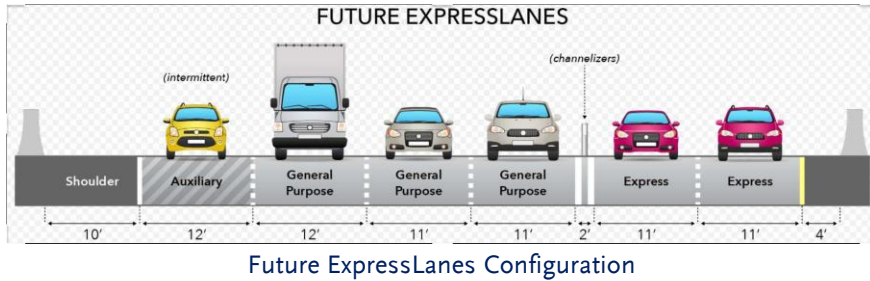 FUTURE EXPRESSLANES
(intermittent)
(channelizers)
Shoulder
Auxiliary
General
Purpose
General
Purpose
General
Purpose
Express
Express
10’
12’
12’
11’
11’
2’
11’
11’
4’
Future ExpressLanes Configuration